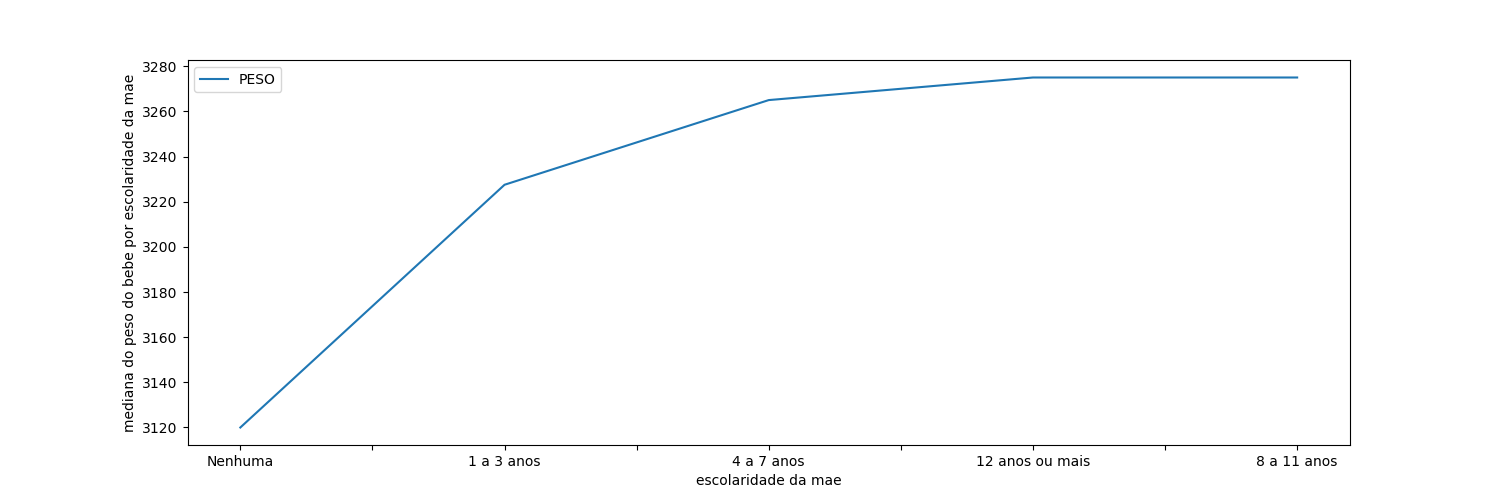 PESO
3280
3260
3240
3220
3200
3180
3160
3140
3120
mediana do peso do bebe por escolaridade da mae
Nenhuma
1 a 3 anos
4 a 7 anos
12 anos ou mais
8 a 11 anos
escolaridade da mae